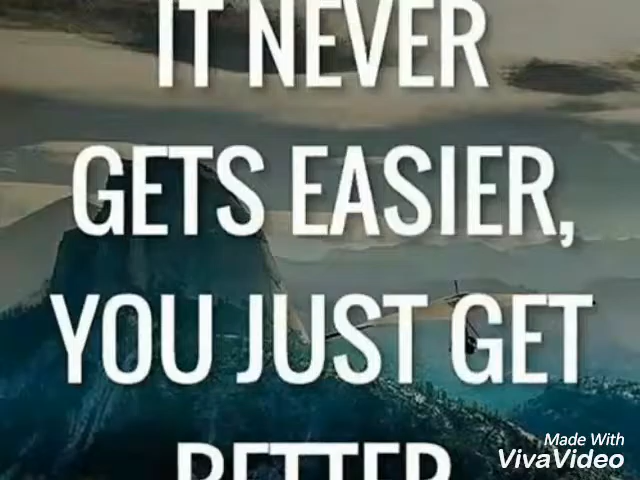 IT NEVER
GETS EASIER,
YOU JUST GET
BETTER
Made With
VivaVideo